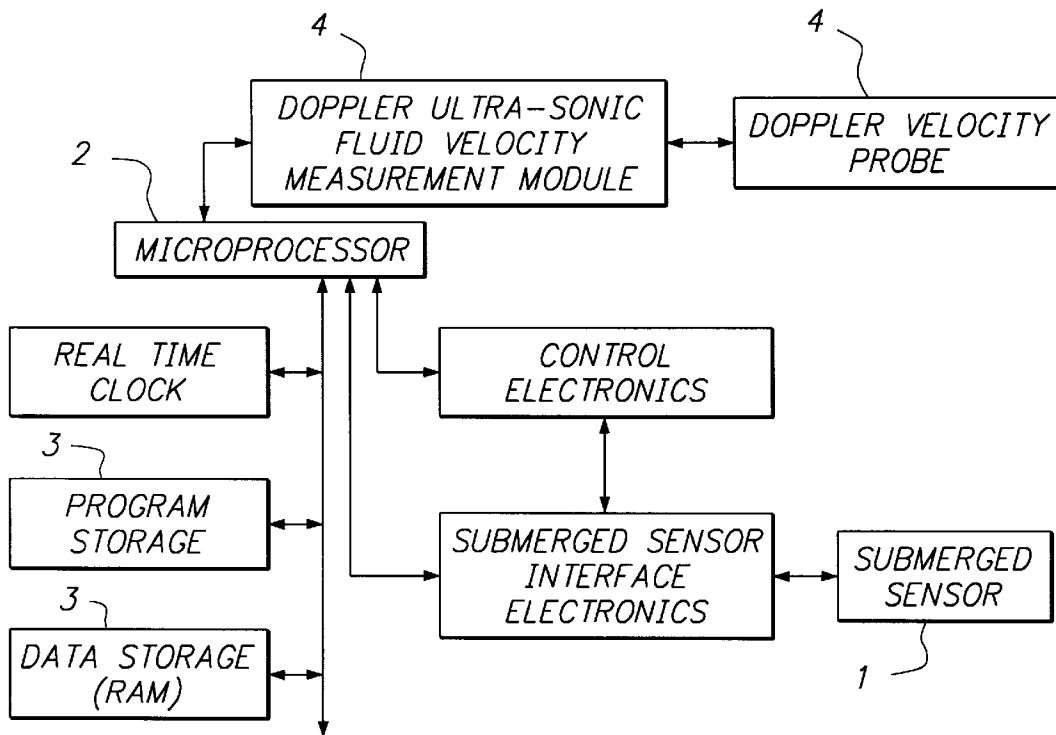 4
4
DOPPLER ULTRA-SONIC
FLUID VELOCITY
MEASUREMENT MODULE
DOPPLER VELOCITY
PROBE
2
MICROPROCESSOR
REAL TIME
CLOCK
CONTROL
ELECTRONICS
3
PROGRAM
STORAGE
SUBMERGED SENSOR
INTERFACE
ELECTRONICS
SUBMERGED
SENSOR
3
DATA STORAGE
(RAM)
1